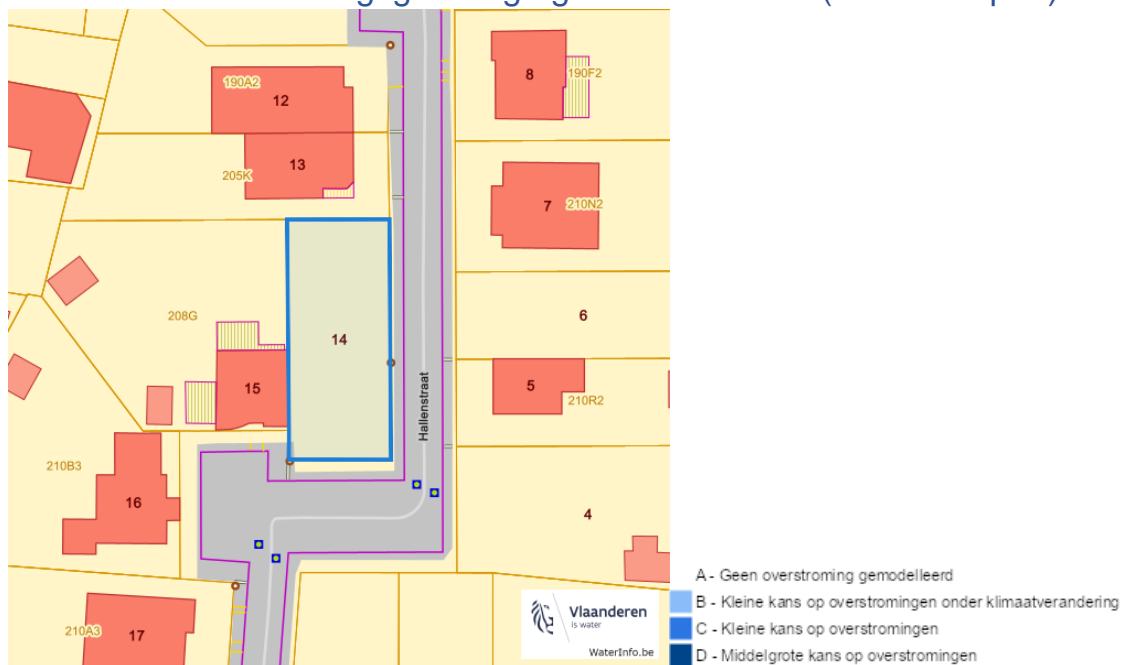 8
190F2
190A2
12
13
205K
7
210N2
208G
6
14
15
5
210R2
Hallenstraat
210B3
16
4
210A3
17
Vlaanderen
is water
WaterInfo.be
A - Geen overstroming gemodelleerd
B - Kleine kans op overstromingen onder klimaatverandering
C - Kleine kans op overstromingen
D - Middelgrote kans op overstromingen